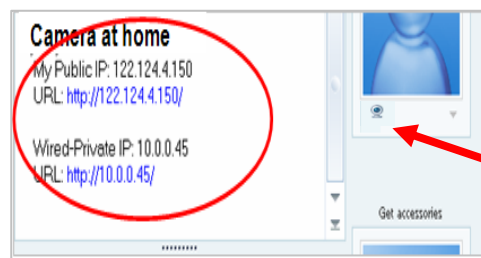 Camera at home
My Public IP: 122.124.4.150
URL: http://122.124.4.150/
Wired-Private IP: 10.0.0.45
URL: http://10.0.0.45/
Get accessories